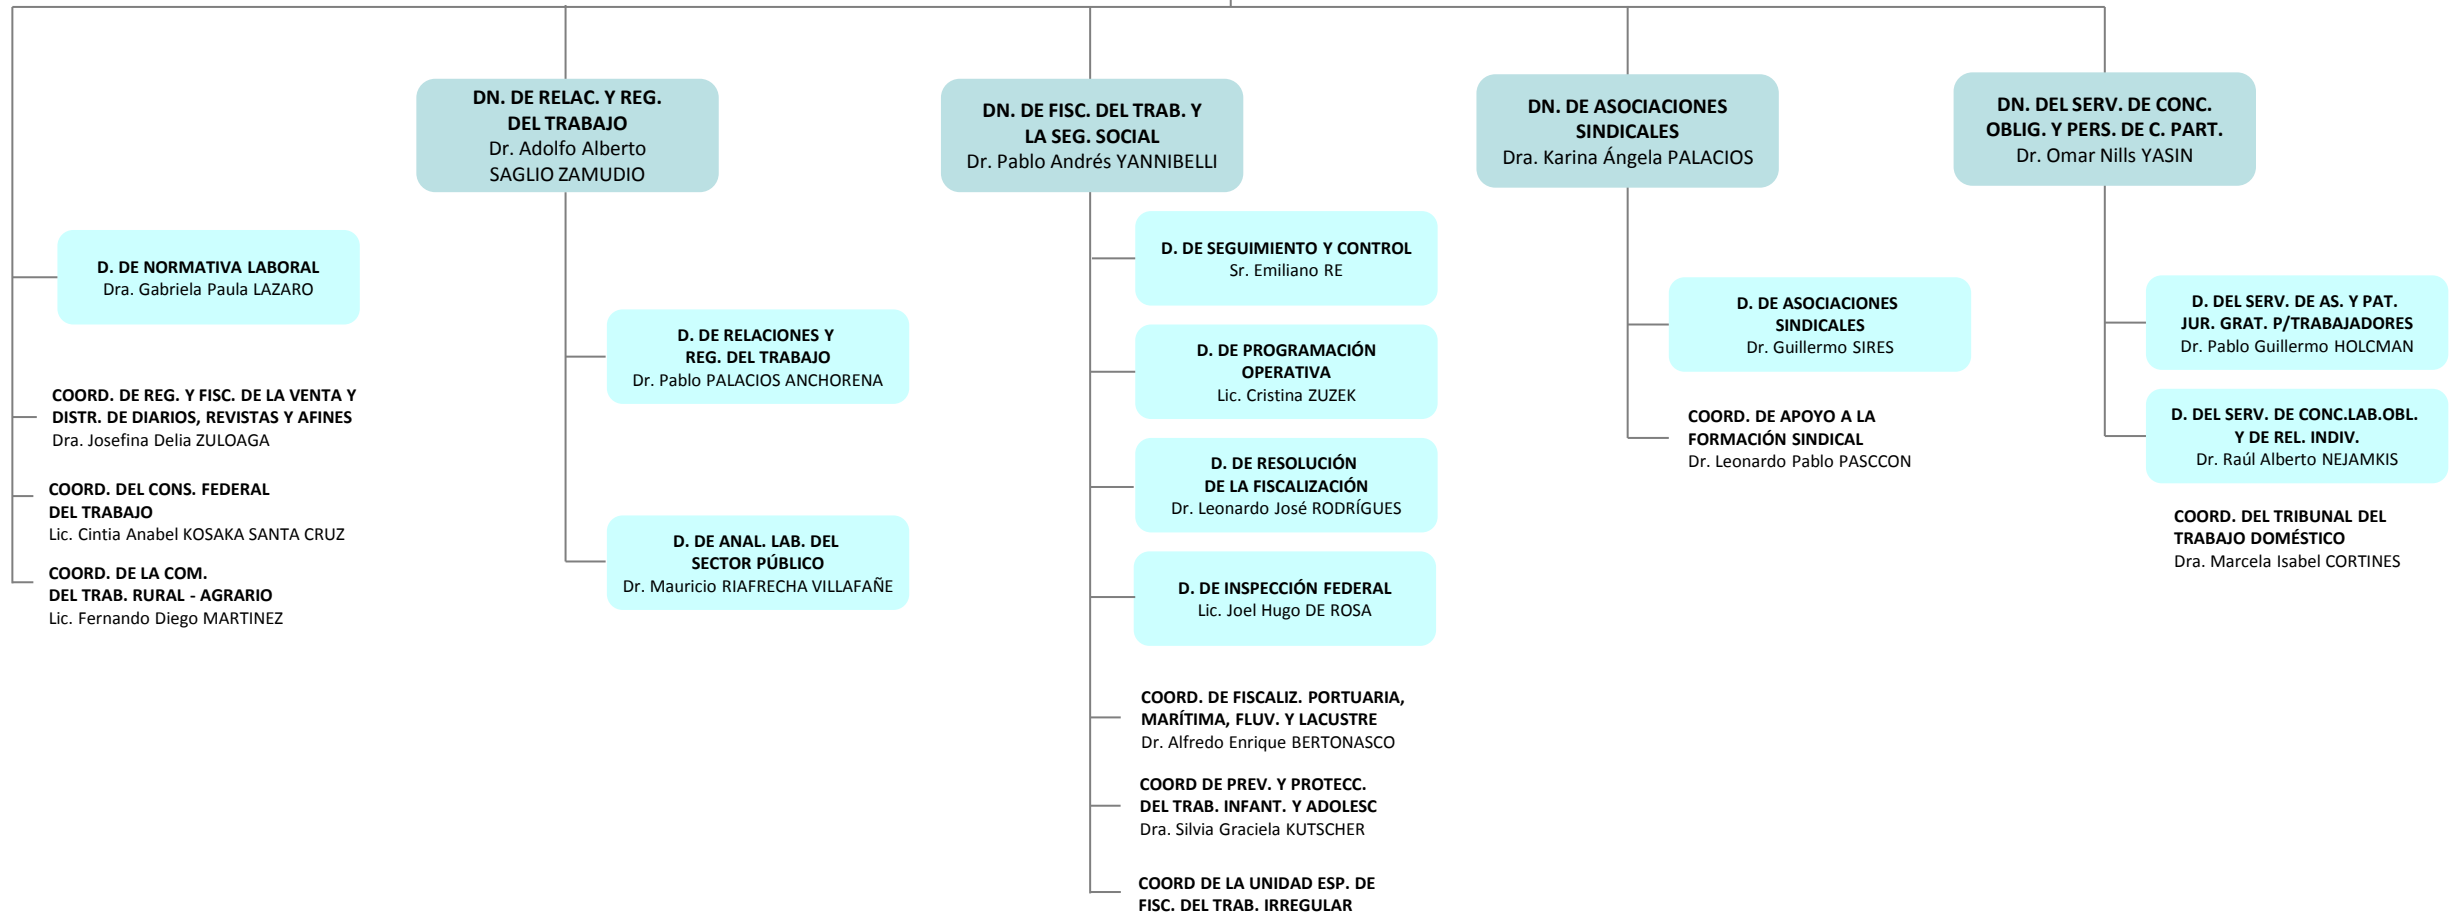 DN. DE RELAC. Y REG.
DEL TRABAJO
Dr. Adolfo Alberto
SAGLIO ZAMUDIO
DN. DE FISC. DEL TRAB. Y
LA SEG. SOCIAL
Dr. Pablo Andrés YANNIBELLI
DN. DE ASOCIACIONES
SINDICALES
Dra. Karina Ángela PALACIOS
DN. DEL SERV. DE CONC.
OBLIG. Y PERS. DE C. PART.
Dr. Omar Nills YASIN
D. DE NORMATIVA LABORAL
Dra. Gabriela Paula LAZARO
COORD. DE REG. Y FISC. DE LA VENTA Y
DISTR. DE DIARIOS, REVISTAS Y AFINES
Dra. Josefina Delia ZULOAGA
COORD. DEL CONS. FEDERAL
DEL TRABAJO
Lic. Cintia Anabel KOSAKA SANTA CRUZ
COORD. DE LA COM.
DEL TRAB. RURAL - AGRARIO
Lic. Fernando Diego MARTINEZ
D. DE RELACIONES Y
REG. DEL TRABAJO
Dr. Pablo PALACIOS ANCHORENA
D. DE ANAL. LAB. DEL
SECTOR PÚBLICO
Dr. Mauricio RIAFRECHA VILLAFAÑE
D. DE SEGUIMIENTO Y CONTROL
Sr. Emiliano RE
D. DE PROGRAMACIÓN
OPERATIVA
Lic. Cristina ZUZEK
D. DE RESOLUCIÓN
DE LA FISCALIZACIÓN
Dr. Leonardo José RODRÍGUES
D. DE INSPECCIÓN FEDERAL
Lic. Joel Hugo DE ROSA
COORD. DE FISCALIZ. PORTUARIA,
MARÍTIMA, FLUV. Y LACUSTRE
Dr. Alfredo Enrique BERTONASCO
COORD DE PREV. Y PROTECC.
DEL TRAB. INFANT. Y ADOLESC
Dra. Silvia Graciela KUTSCHER
COORD DE LA UNIDAD ESP. DE
FISC. DEL TRAB. IRREGULAR
D. DE ASOCIACIONES
SINDICALES
Dr. Guillermo SIRES
COORD. DE APOYO A LA
FORMACIÓN SINDICAL
Dr. Leonardo Pablo PASCCON
D. DEL SERV. DE AS. Y PAT.
JUR. GRAT. P/TRABAJADORES
Dr. Pablo Guillermo HOLCMAN
D. DEL SERV. DE CONC.LAB.OBL.
Y DE REL. INDIV.
Dr. Raúl Alberto NEJAMKIS
COORD. DEL TRIBUNAL DEL
TRABAJO DOMÉSTICO
Dra. Marcela Isabel CORTINES